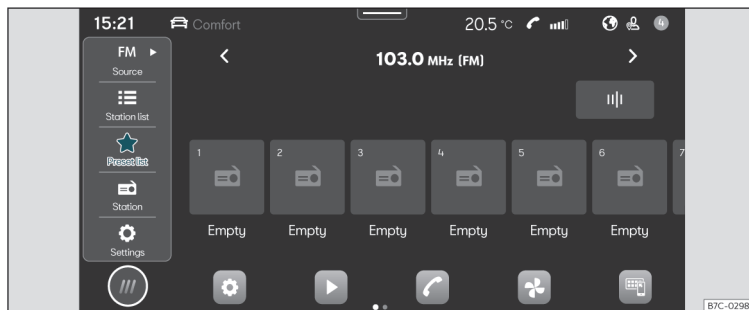 15:21 Comfort 20.5 °C 4
FM
Source
103.0 MHz (FM)
Station list
Preset list
Station
Settings
1 2 3 4 5 6 7
Empty Empty Empty Empty Empty Empty
B7C-0298